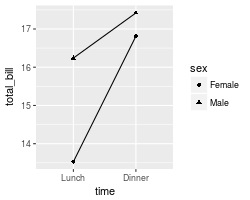 17
16
15
14
total_bill
Lunch
Dinner
time
sex
Female
Male